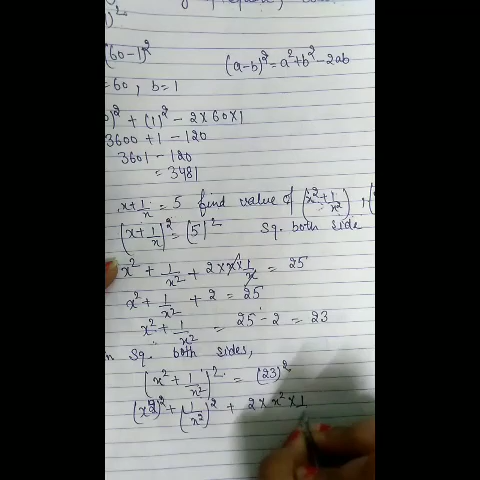 )²
(60-1)²
(a-b)² = a²+b²-2ab
=60, b=1
)² + (1)² - 2×60×1
3600 + 1 - 120
3601 - 120
= 3481
x+1/x = 5 find value of (x²+1/x²),
(x+1/x)² = (5)² Sq. both side
x² + 1/x² + 2×x×1/x = 25
x² + 1/x² + 2 = 25
x² + 1/x² = 25 - 2 = 23
n Sq. both sides,
(x² + 1/x²)² = (23)²
(x²)² + (1/x²)² + 2×x²×1